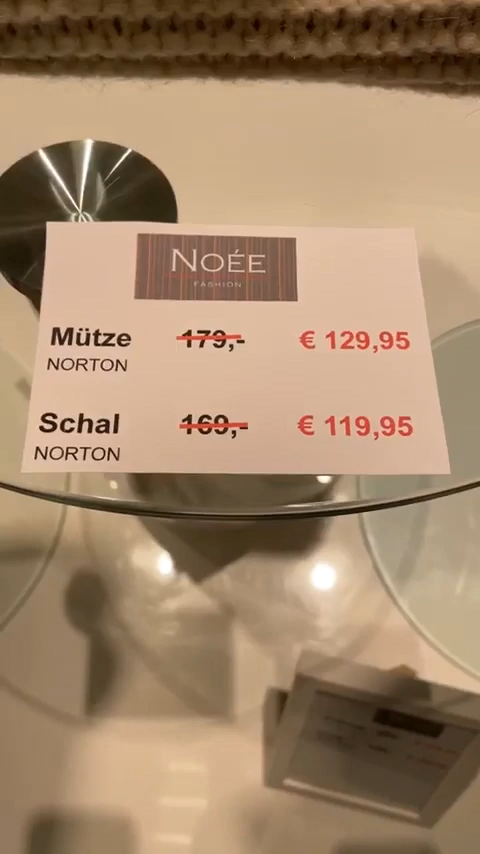 NOÉE
FASHION
Mütze 179,- € 129,95
NORTON
Schal 169,- € 119,95
NORTON